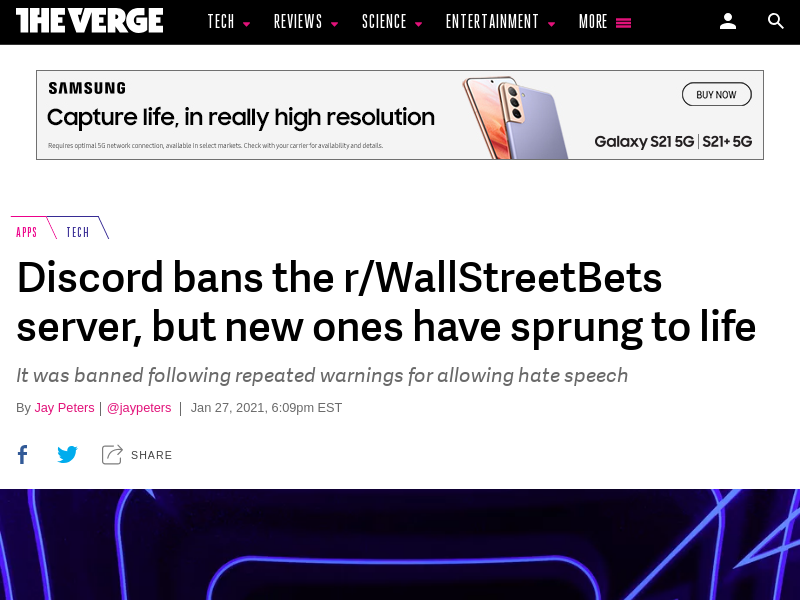 THE VERGE TECH REVIEWS SCIENCE ENTERTAINMENT MORE
SAMSUNG
BUY NOW
Capture life, in really high resolution
Requires optimal 5G network connection, available in select markets. Check with your carrier for availability and details.
Galaxy S21 5G | S21+ 5G
APPS TECH
Discord bans the r/WallStreetBets
server, but new ones have sprung to life
It was banned following repeated warnings for allowing hate speech
By Jay Peters | @jaypeters | Jan 27, 2021, 6:09pm EST
SHARE